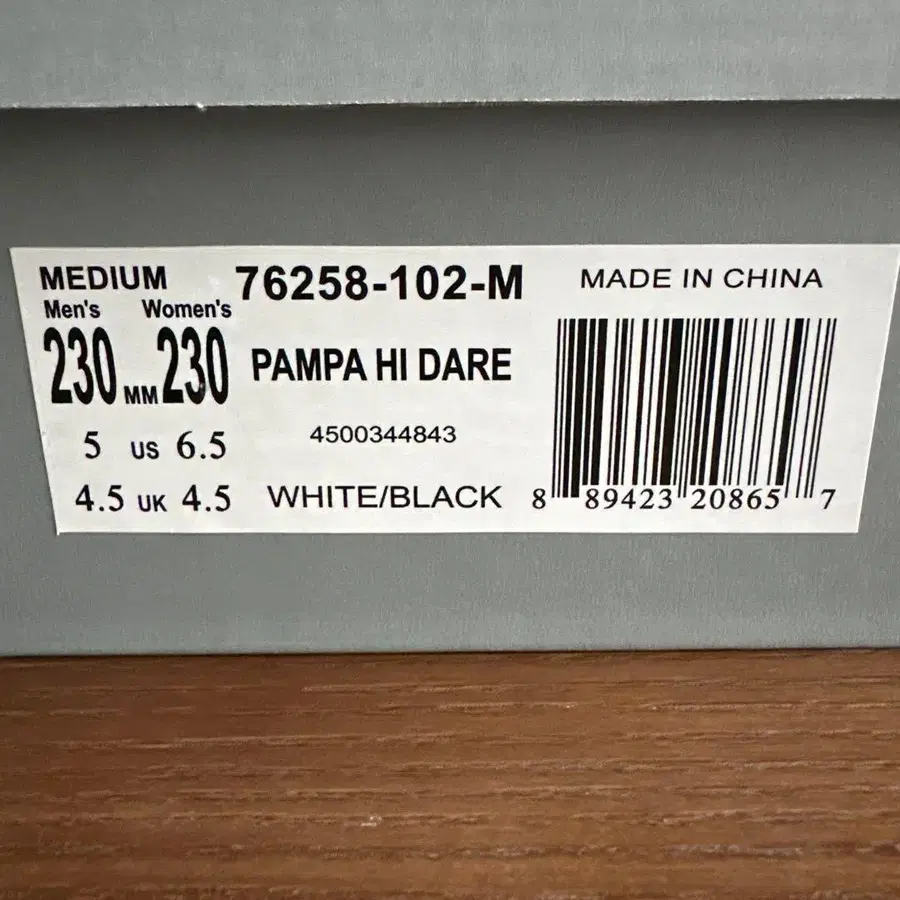 MEDIUM 76258-102-M MADE IN CHINA
Men's Women's
230 MM 230 PAMPA HI DARE
5 US 6.5 4500344843
4.5 UK 4.5 WHITE/BLACK 8 89423 20865 7